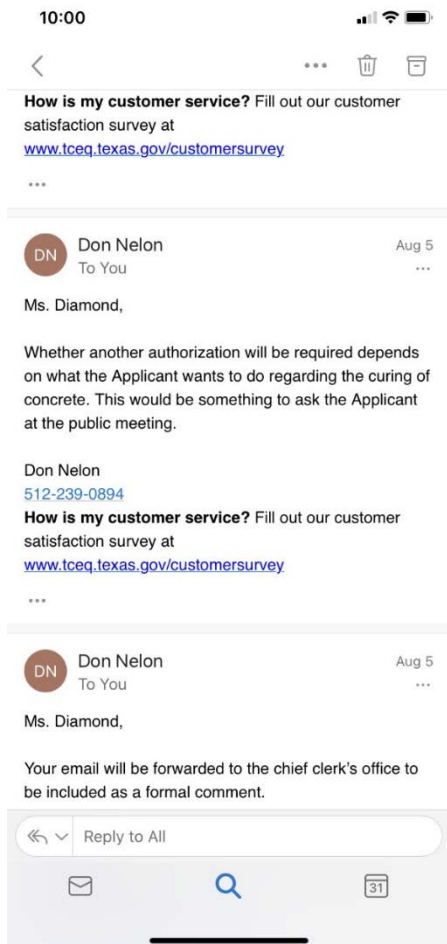 10:00
How is my customer service? Fill out our customer
satisfaction survey at
www.tceq.texas.gov/customersurvey
...
DN
Don Nelon
Aug 5
To You
...
Ms. Diamond,
Whether another authorization will be required depends
on what the Applicant wants to do regarding the curing of
concrete. This would be something to ask the Applicant
at the public meeting.
Don Nelon
512-239-0894
How is my customer service? Fill out our customer
satisfaction survey at
www.tceq.texas.gov/customersurvey
...
DN
Don Nelon
Aug 5
To You
...
Ms. Diamond,
Your email will be forwarded to the chief clerk's office to
be included as a formal comment.
Reply to All
31